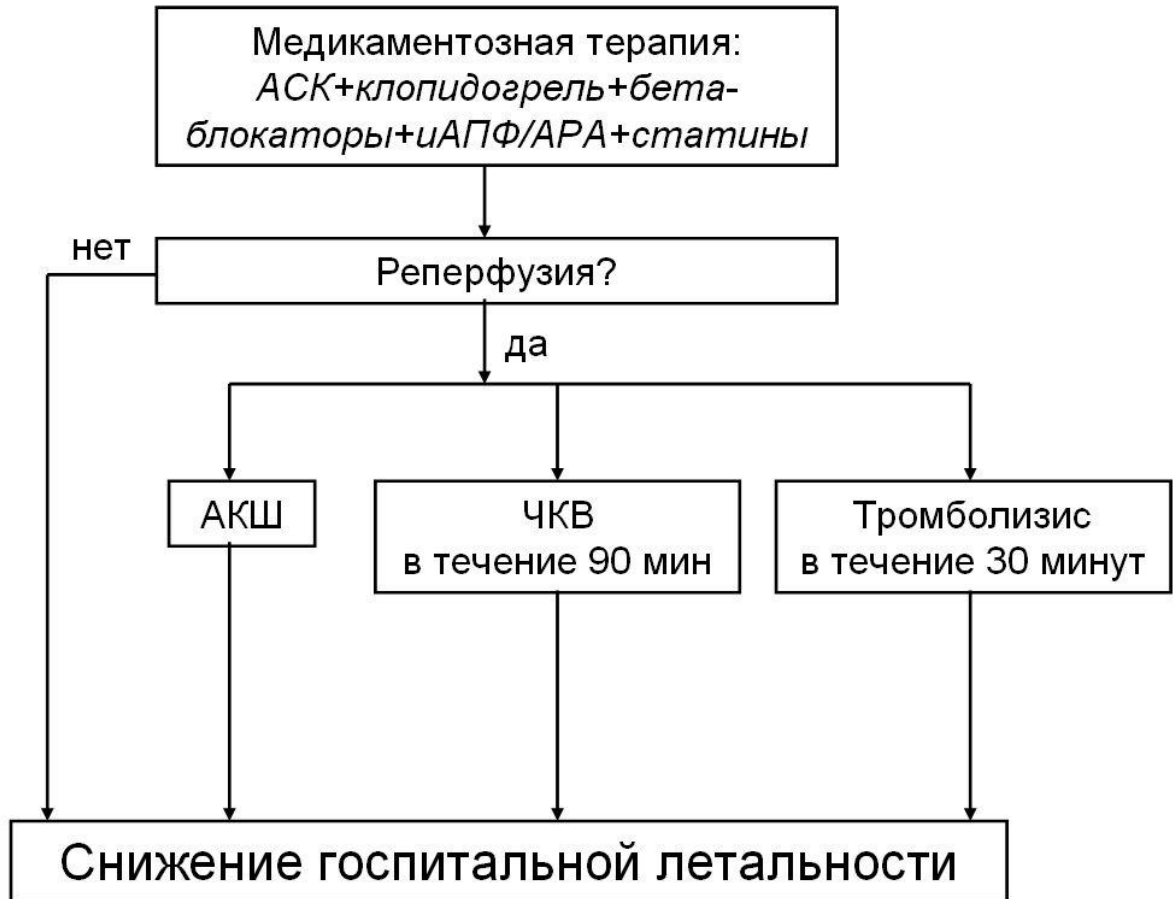 Медикаментозная терапия:
АСК+клопидогрель+бета-
блокаторы+иАПФ/АРА+статины
нет
Реперфузия?
да
АКШ
ЧКВ
в течение 90 мин
Тромболизис
в течение 30 минут
Снижение госпитальной летальности